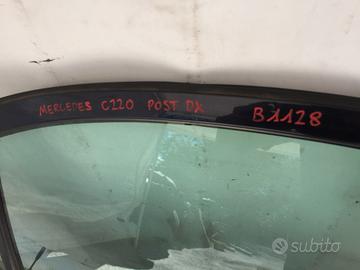 MERCEDES C220 POST DX B1128
subito